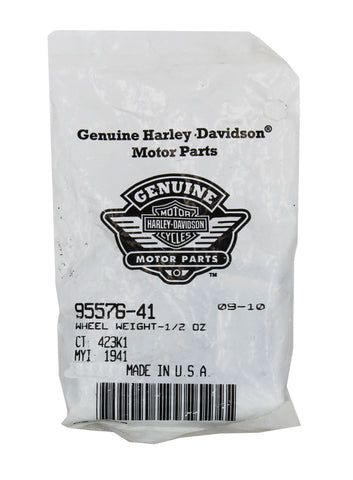 Genuine Harley-Davidson®
Motor Parts
GENUINE
MOTOR
HARLEY-DAVIDSON
CYCLES
MOTOR PARTS
™
95576-41 09-10
WHEEL WEIGHT-1/2 OZ
CT: 423K1
MYI 1941
MADE IN U.S.A.